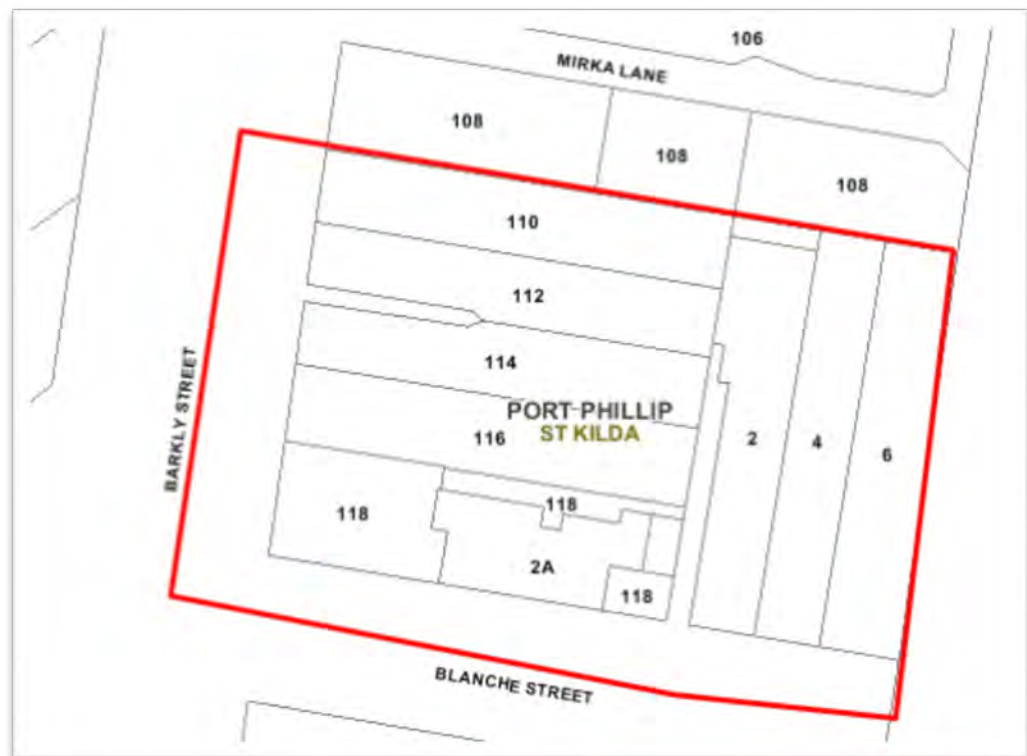 106
MIRKA LANE
108
108
108
110
112
114
PORT PHILLIP
ST KILDA
116
2
4
6
BARKLY STREET
118
118
2A
118
BLANCHE STREET